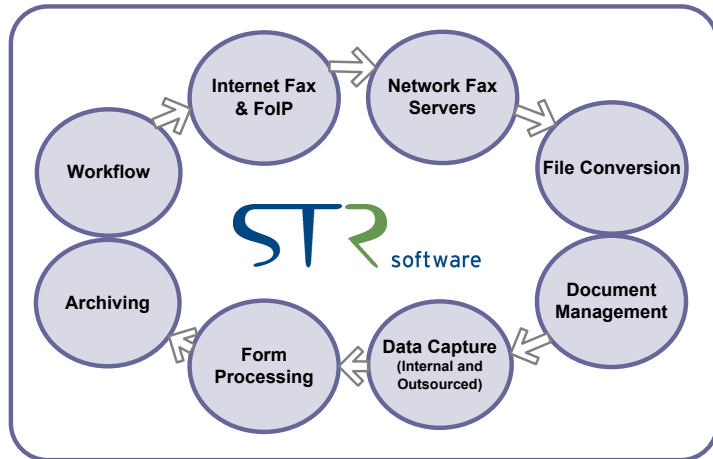 Internet Fax
& FoIP
Network Fax
Servers
File Conversion
Document
Management
Data Capture
(Internal and
Outsourced)
Form
Processing
Archiving
Workflow
STR software